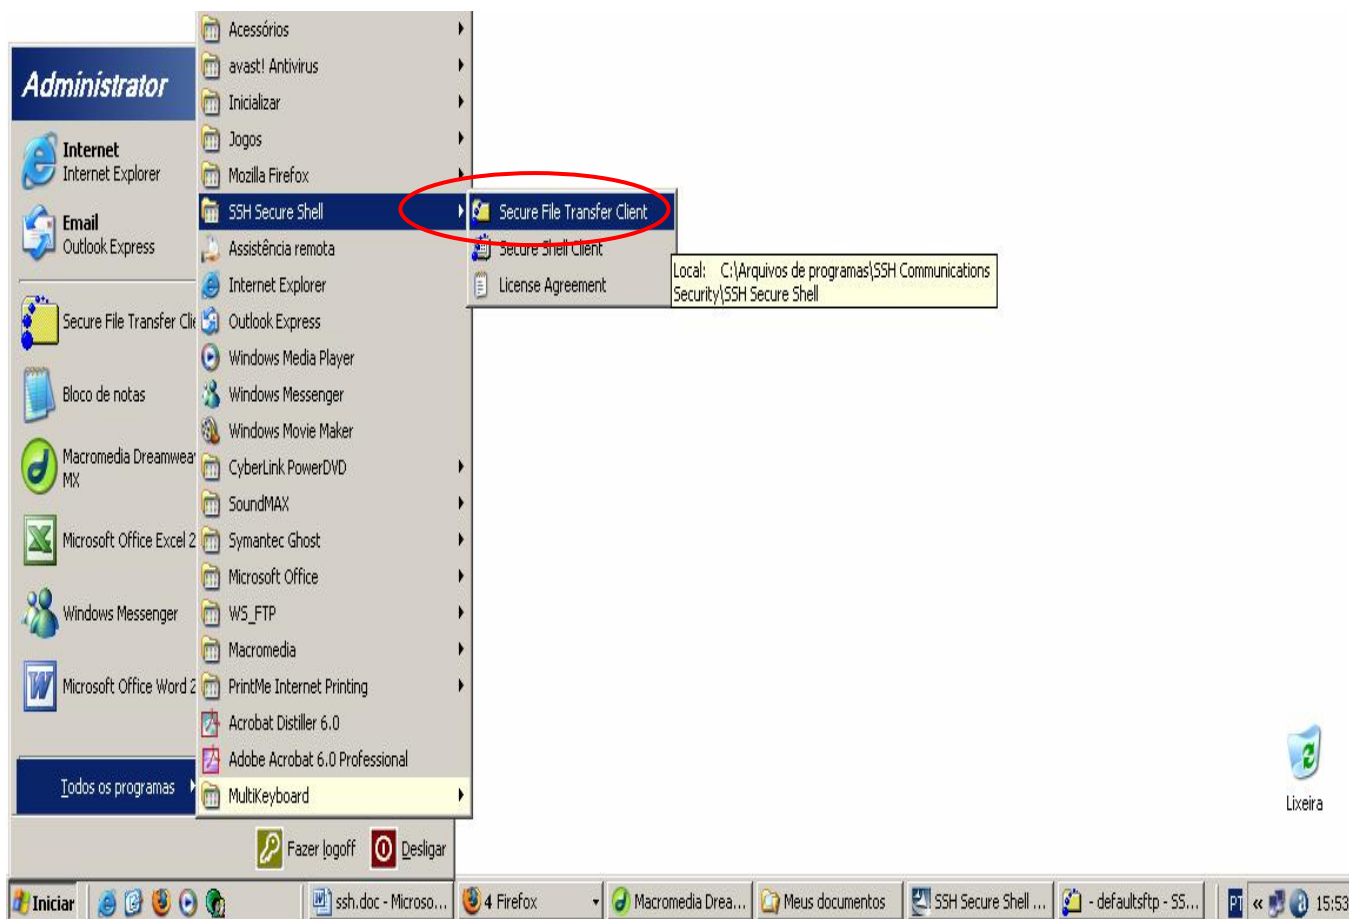 Administrator
Internet
Internet Explorer
Email
Outlook Express
Secure File Transfer Clie
Bloco de notas
Macromedia Dreamwea
MX
Microsoft Office Excel 2
Windows Messenger
Microsoft Office Word 2
Todos os programas
Acessórios
avast! Antivirus
Inicializar
Jogos
Mozilla Firefox
SSH Secure Shell
Assistência remota
Internet Explorer
Outlook Express
Windows Media Player
Windows Messenger
Windows Movie Maker
CyberLink PowerDVD
SoundMAX
Symantec Ghost
Microsoft Office
WS_FTP
Macromedia
PrintMe Internet Printing
Acrobat Distiller 6.0
Adobe Acrobat 6.0 Professional
MultiKeyboard
Secure File Transfer Client
Secure Shell Client
License Agreement
Local: C:\Arquivos de programas\SSH Communications
Security\SSH Secure Shell
Lixeira
Fazer logoff Desligar
Iniciar ssh.doc - Microso... 4 Firefox Macromedia Drea... Meus documentos SSH Secure Shell ... - defaultsftp - SS... PT « 15:53